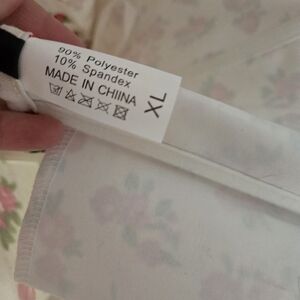 90% Polyester
10% Spandex
MADE IN CHIINA
XL